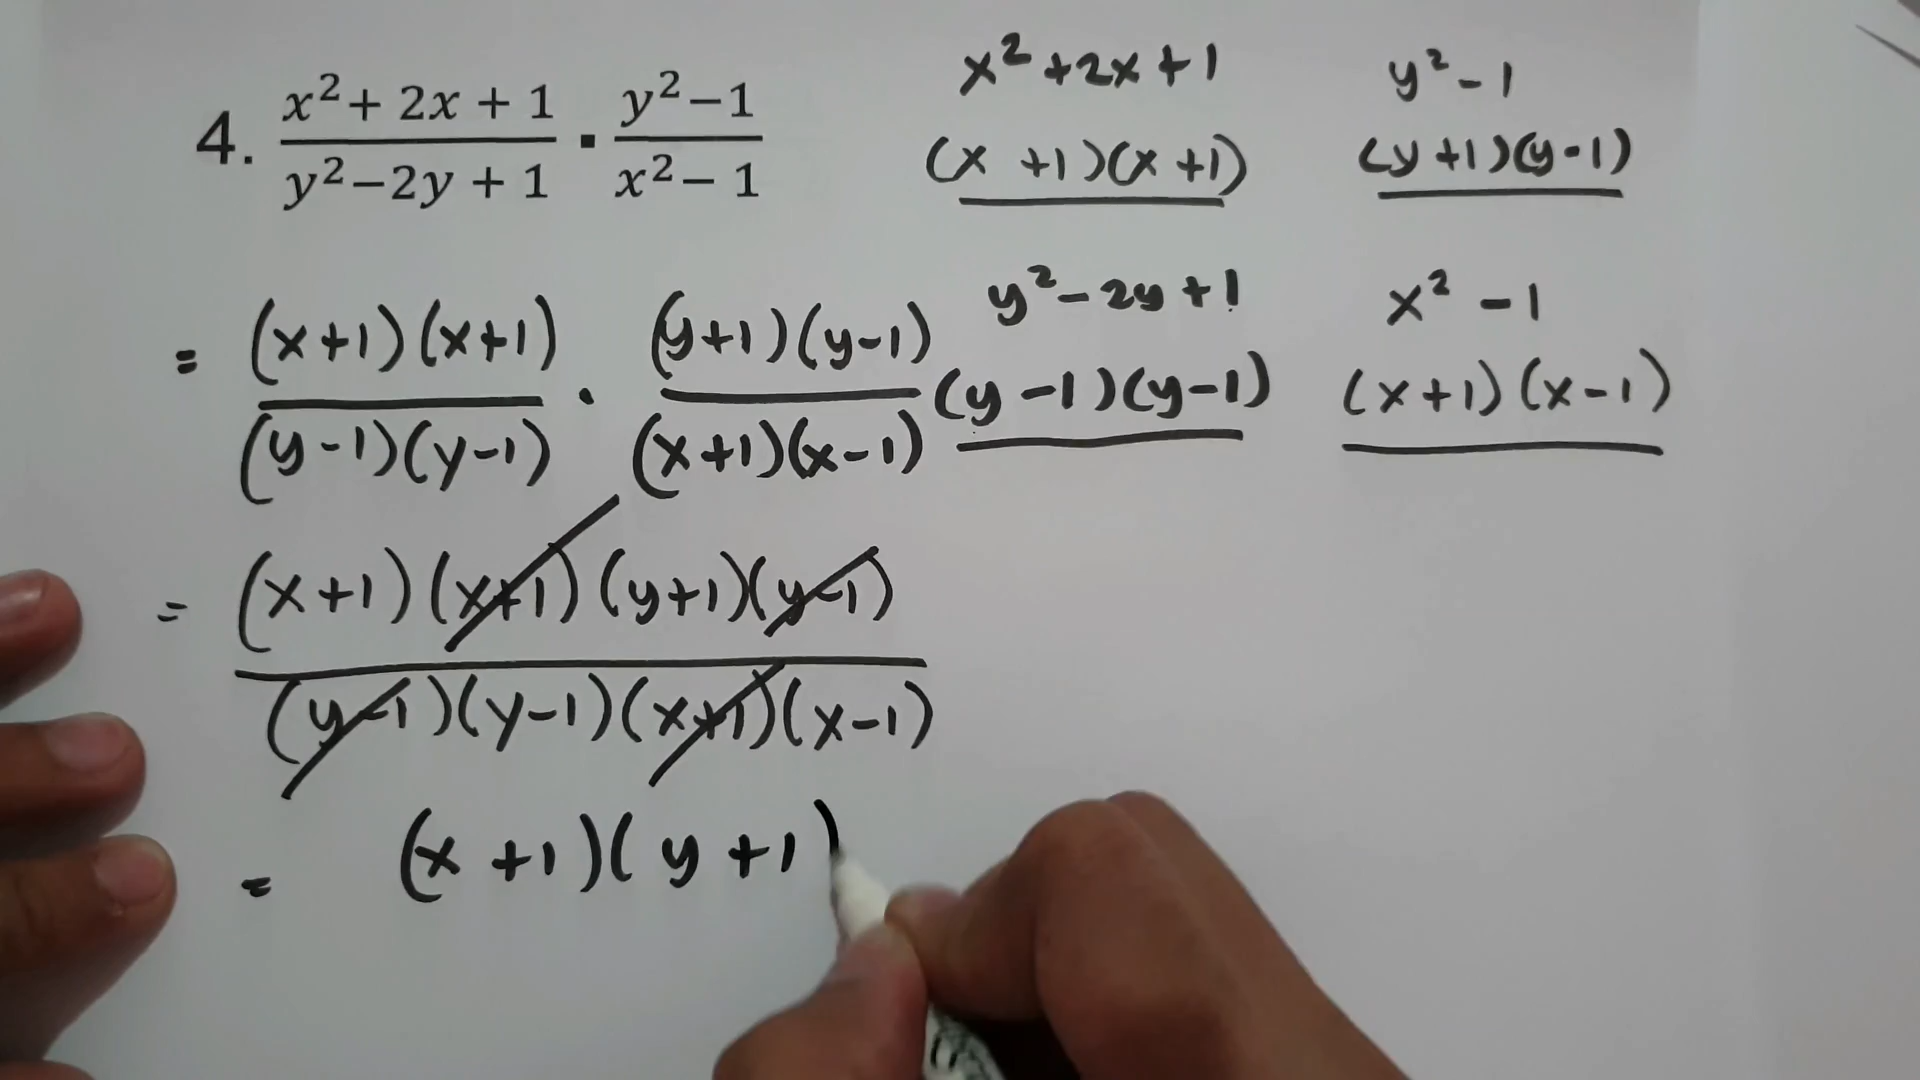 4. x²+ 2x + 1 / y²−2y + 1 ▪ y²−1 / x²− 1
x² + 2x + 1
(x + 1)(x + 1)
y² - 1
(y + 1)(y - 1)
y² - 2y + 1
(y - 1)(y - 1)
x² - 1
(x + 1)(x - 1)
= (x+1)(x+1) / (y-1)(y-1) · (y+1)(y-1) / (x+1)(x-1)
= (x+1)(x+1)(y+1)(y-1)
(y-1)(y-1)(x+1)(x-1)
= (x + 1)(y + 1)